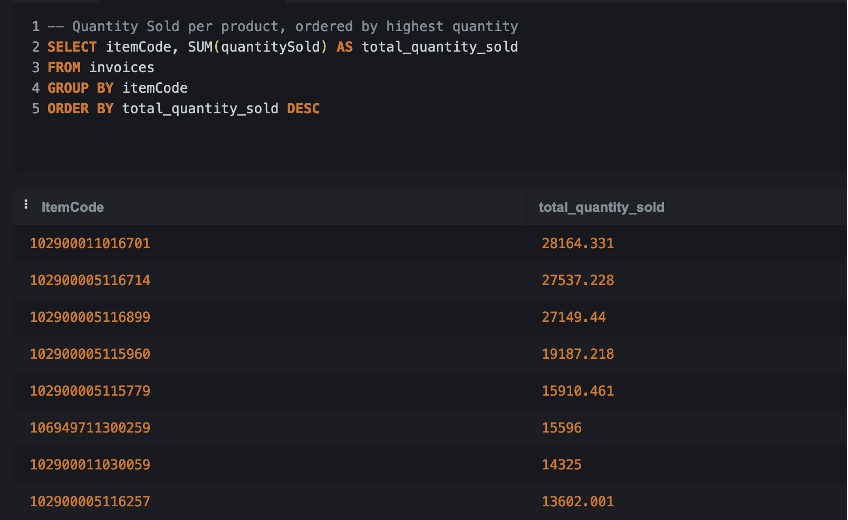 1 -- Quantity Sold per product, ordered by highest quantity
2 SELECT itemCode, SUM(quantitySold) AS total_quantity_sold
3 FROM invoices
4 GROUP BY itemCode
5 ORDER BY total_quantity_sold DESC
ItemCode total_quantity_sold
102900011016701 28164.331
102900005116714 27537.228
102900005116899 27149.44
102900005115960 19187.218
102900005115779 15910.461
106949711300259 15596
102900011030059 14325
102900005116257 13602.001